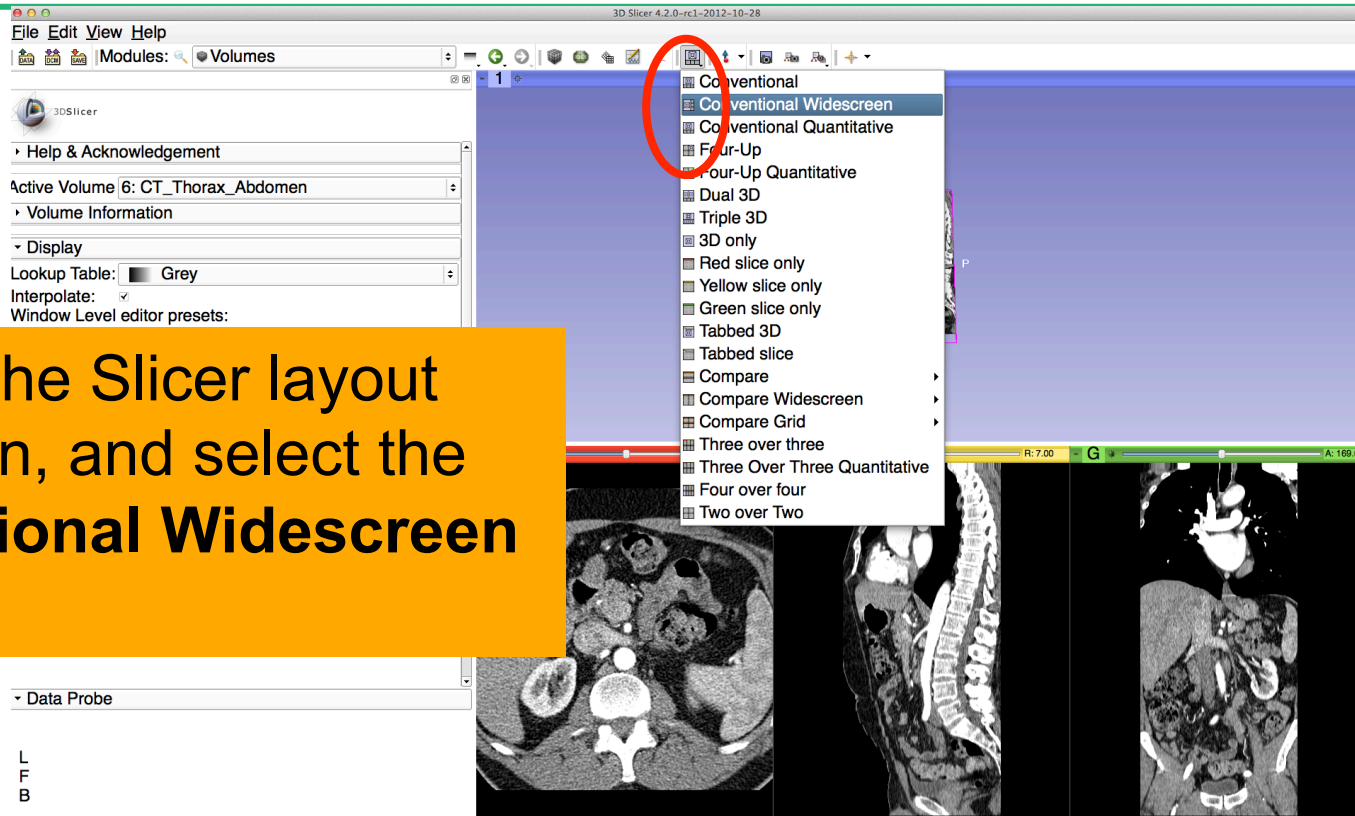 3D Slicer 4.2.0-rc1-2012-10-28
File Edit View Help
DATA DCM SAVE Modules: Volumes
1
3DSlicer
Help & Acknowledgement
Active Volume 6: CT_Thorax_Abdomen
Volume Information
Display
Lookup Table: Grey
Interpolate:
Window Level editor presets:
Conventional
Conventional Widescreen
Conventional Quantitative
Four-Up
Four-Up Quantitative
Dual 3D
Triple 3D
3D only
Red slice only
Yellow slice only
Green slice only
Tabbed 3D
Tabbed slice
Compare
Compare Widescreen
Compare Grid
Three over three
Three Over Three Quantitative
Four over four
Two over Two
P
he Slicer layout
n, and select the
ional Widescreen
R: 7.00 G A: 169.
Data Probe
L
F
B